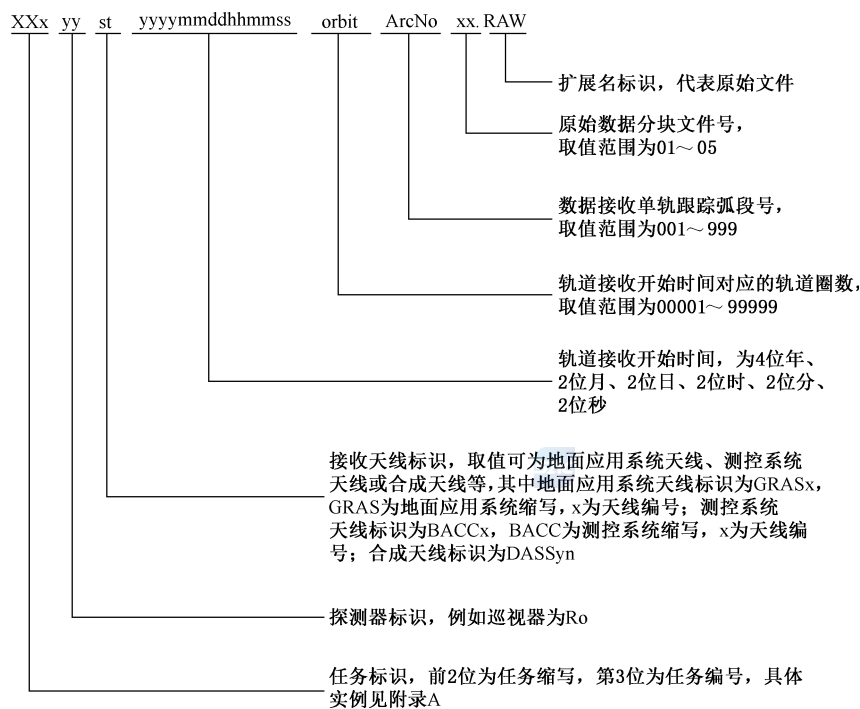 XXx yy st yyyymmddhhmmss orbit ArcNo xx. RAW
扩展名标识，代表原始文件
原始数据分块文件号，
取值范围为01～05
数据接收单轨跟踪弧段号，
取值范围为001～999
轨道接收开始时间对应的轨道圈数，
取值范围为00001～99999
轨道接收开始时间，为4位年、
2位月、2位日、2位时、2位分、
2位秒
接收天线标识，取值可为地面应用系统天线、测控系统
天线或合成天线等，其中地面应用系统天线标识为GRASx，
GRAS为地面应用系统缩写，x为天线编号；测控系统
天线标识为BACCx，BACC为测控系统缩写，x为天线编
号；合成天线标识为DASSyn
探测器标识，例如巡视器为Ro
任务标识，前2位为任务缩写，第3位为任务编号，具体
实例见附录A